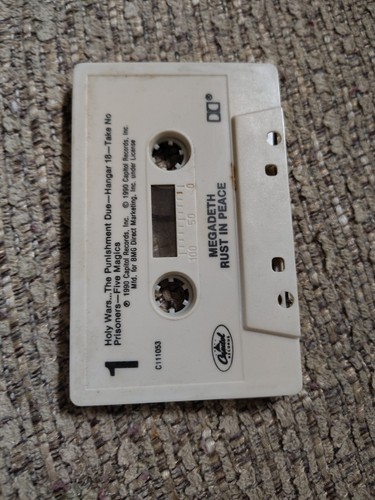 1
Holy Wars...The Punishment Due—Hangar 18—Take No
Prisoners—Five Magics
℗ 1990 Capitol Records, Inc. © 1990 Capitol Records, Inc.
Mfd. for BMG Direct Marketing, Inc. under License
C111053
100 50 0
MEGADETH
RUST IN PEACE
Capitol
RECORDS
®